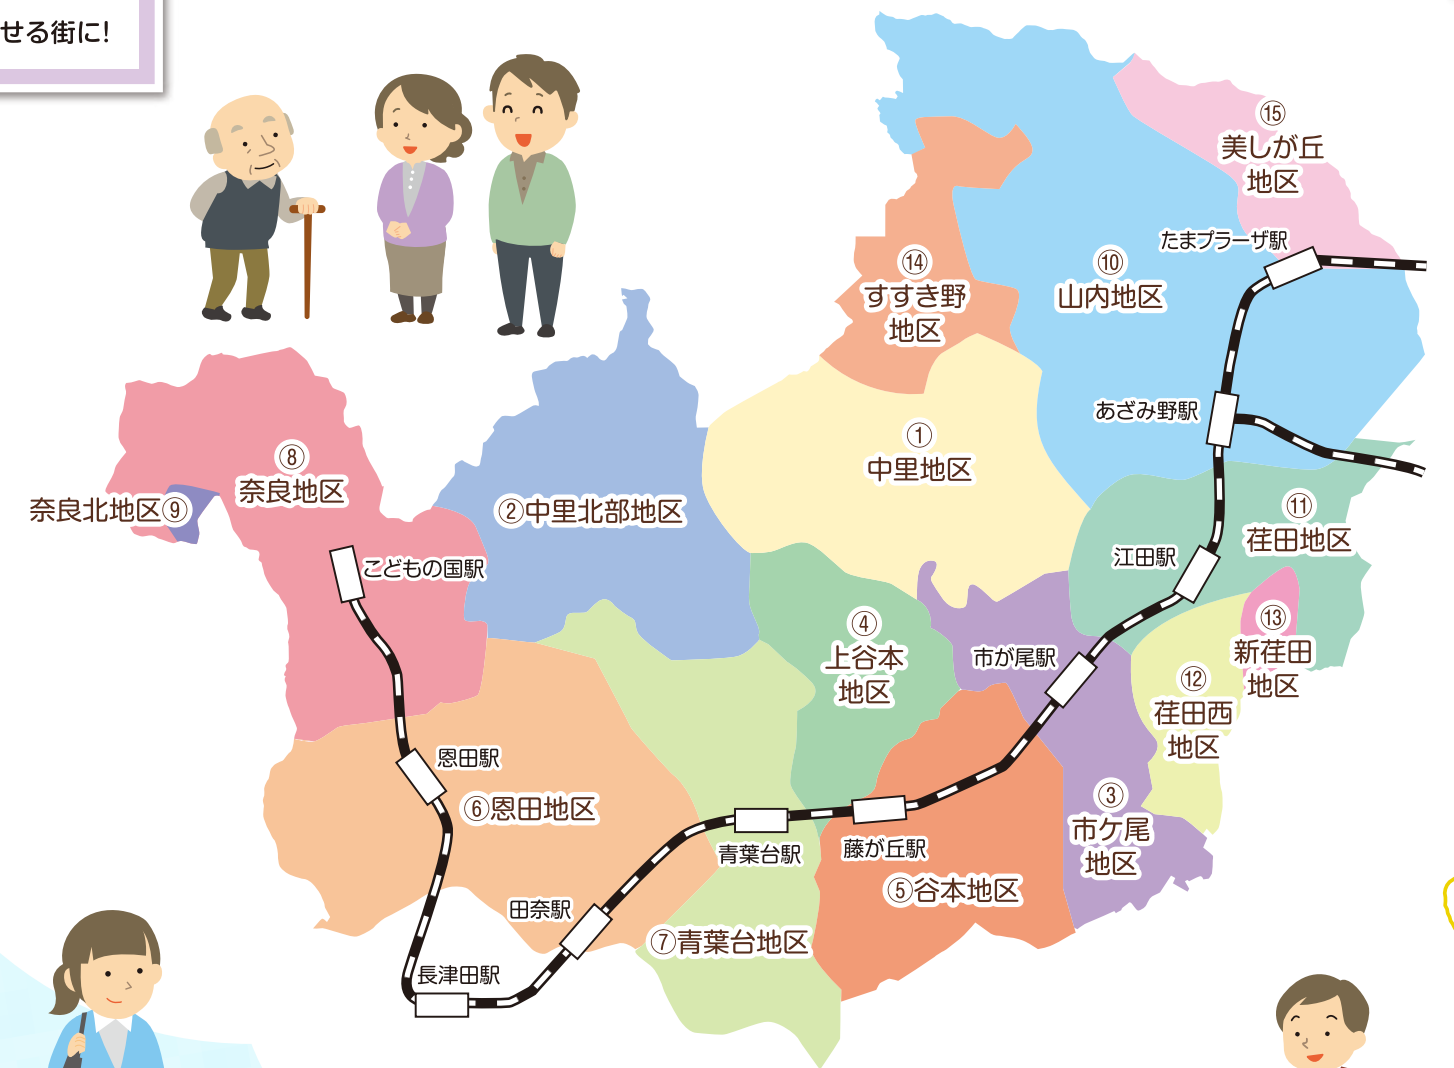 せる街に!
⑮
美しが丘
地区
たまプラーザ駅
⑭
すすき野
地区
⑩
山内地区
あざみ野駅
①
中里地区
⑧
奈良地区
奈良北地区⑨
②中里北部地区
⑪
荏田地区
江田駅
こどもの国駅
④
上谷本
地区
⑬
新荏田
地区
市が尾駅
⑫
荏田西
地区
恩田駅
⑥恩田地区
③
市ケ尾
地区
青葉台駅
藤が丘駅
⑤谷本地区
田奈駅
⑦青葉台地区
長津田駅